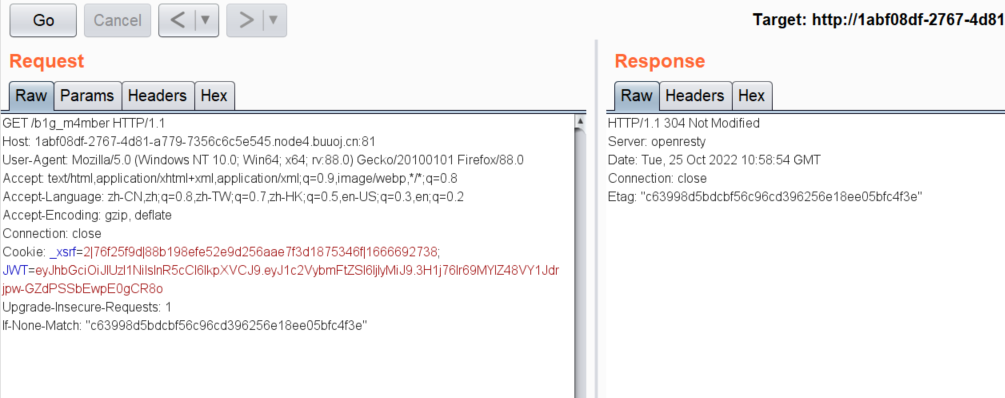 Go
Cancel
<
>
Target: http://1abf08df-2767-4d81
Request
Raw
Params
Headers
Hex
GET /b1g_m4mber HTTP/1.1
Host: 1abf08df-2767-4d81-a779-7356c6c5e545.node4.buuoj.cn:81
User-Agent: Mozilla/5.0 (Windows NT 10.0; Win64; x64; rv:88.0) Gecko/20100101 Firefox/88.0
Accept: text/html,application/xhtml+xml,application/xml;q=0.9,image/webp,*/*;q=0.8
Accept-Language: zh-CN,zh;q=0.8,zh-TW;q=0.7,zh-HK;q=0.5,en-US;q=0.3,en;q=0.2
Accept-Encoding: gzip, deflate
Connection: close
Cookie: _xsrf=2|76f25f9d|88b198efe52e9d256aae7f3d1875346f|1666692738;
JWT=eyJhbGciOiJIUzI1NiIsInR5cCI6IkpXVCJ9.eyJ1c2VybmFtZSI6IjIyMiJ9.3H1j76Ir69MYIZ48VY1Jdr
jpw-GZdPSSbEwpE0gCR8o
Upgrade-Insecure-Requests: 1
If-None-Match: "c63998d5bdcbf56c96cd396256e18ee05bfc4f3e"
Response
Raw
Headers
Hex
HTTP/1.1 304 Not Modified
Server: openresty
Date: Tue, 25 Oct 2022 10:58:54 GMT
Connection: close
Etag: "c63998d5bdcbf56c96cd396256e18ee05bfc4f3e"